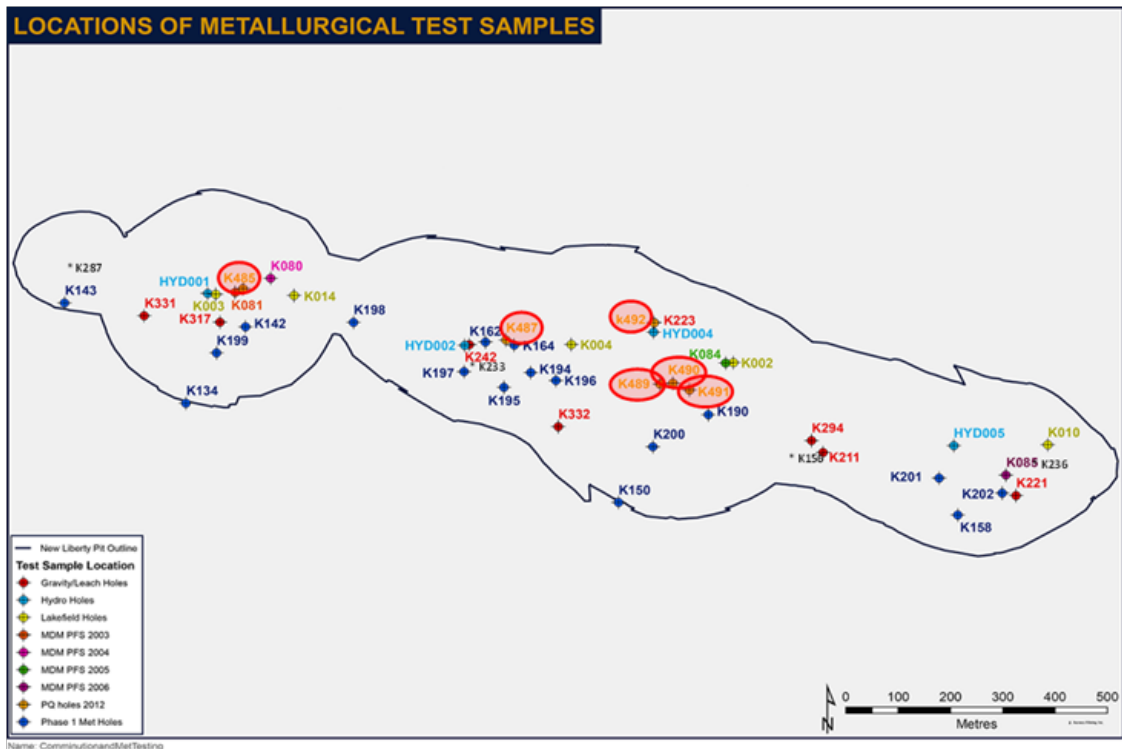 LOCATIONS OF METALLURGICAL TEST SAMPLES
* K287
K143
K331
HYD001
K485
K080
K003
K081
K014
K317
K142
K199
K134
K198
K162
K487
HYD002
K242
K164
K004
* K233
K197
K194
K195
K196
K332
k492
K223
HYD004
K084
K002
K490
K489
K491
K190
K200
K150
K294
K211
HYD005
K010
K085
K236
K201
K202
K221
K158
New Liberty Pit Outline
Test Sample Location
Gravity/Leach Holes
Hydro Holes
Lakefield Holes
MDM PFS 2003
MDM PFS 2004
MDM PFS 2005
MDM PFS 2006
PQ holes 2012
Phase 1 Met Holes
N
0 100 200 300 400 500
Metres
Name: ComminutionandMetTesting